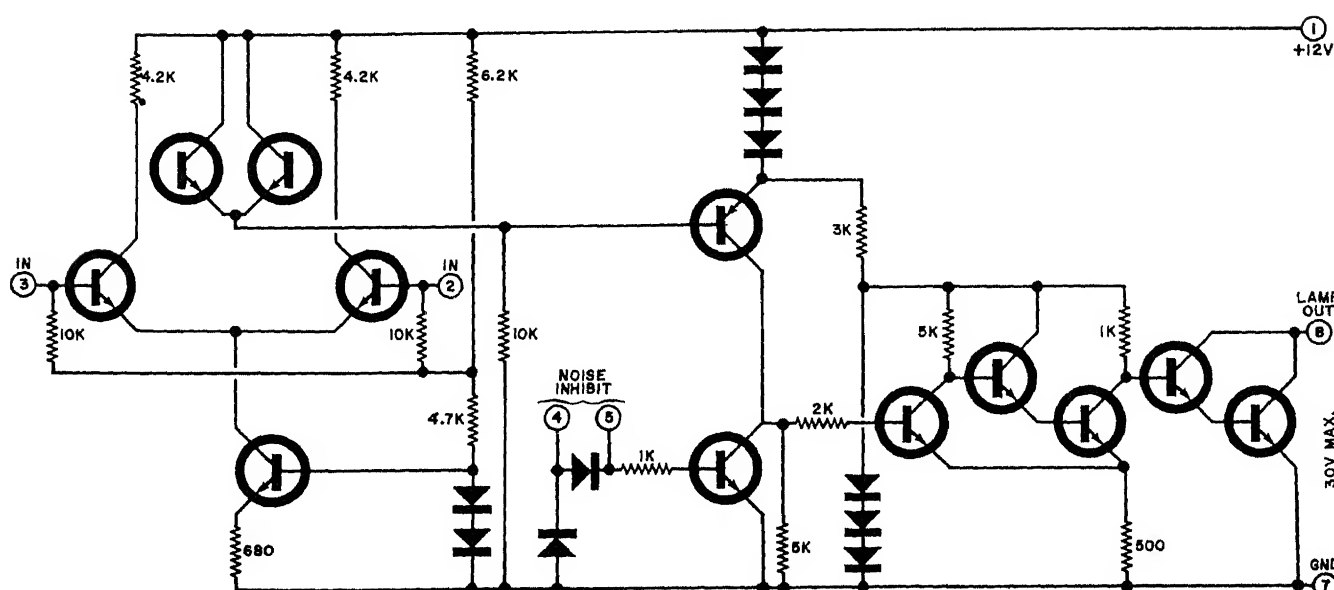 1
+12V
4.2K
4.2K
6.2K
3K
IN
3
IN
2
10K
10K
10K
5K
1K
LAMP
OUT
8
NOISE
INHIBIT
4
5
4.7K
2K
1K
30V MAX.
680
5K
500
GND
7